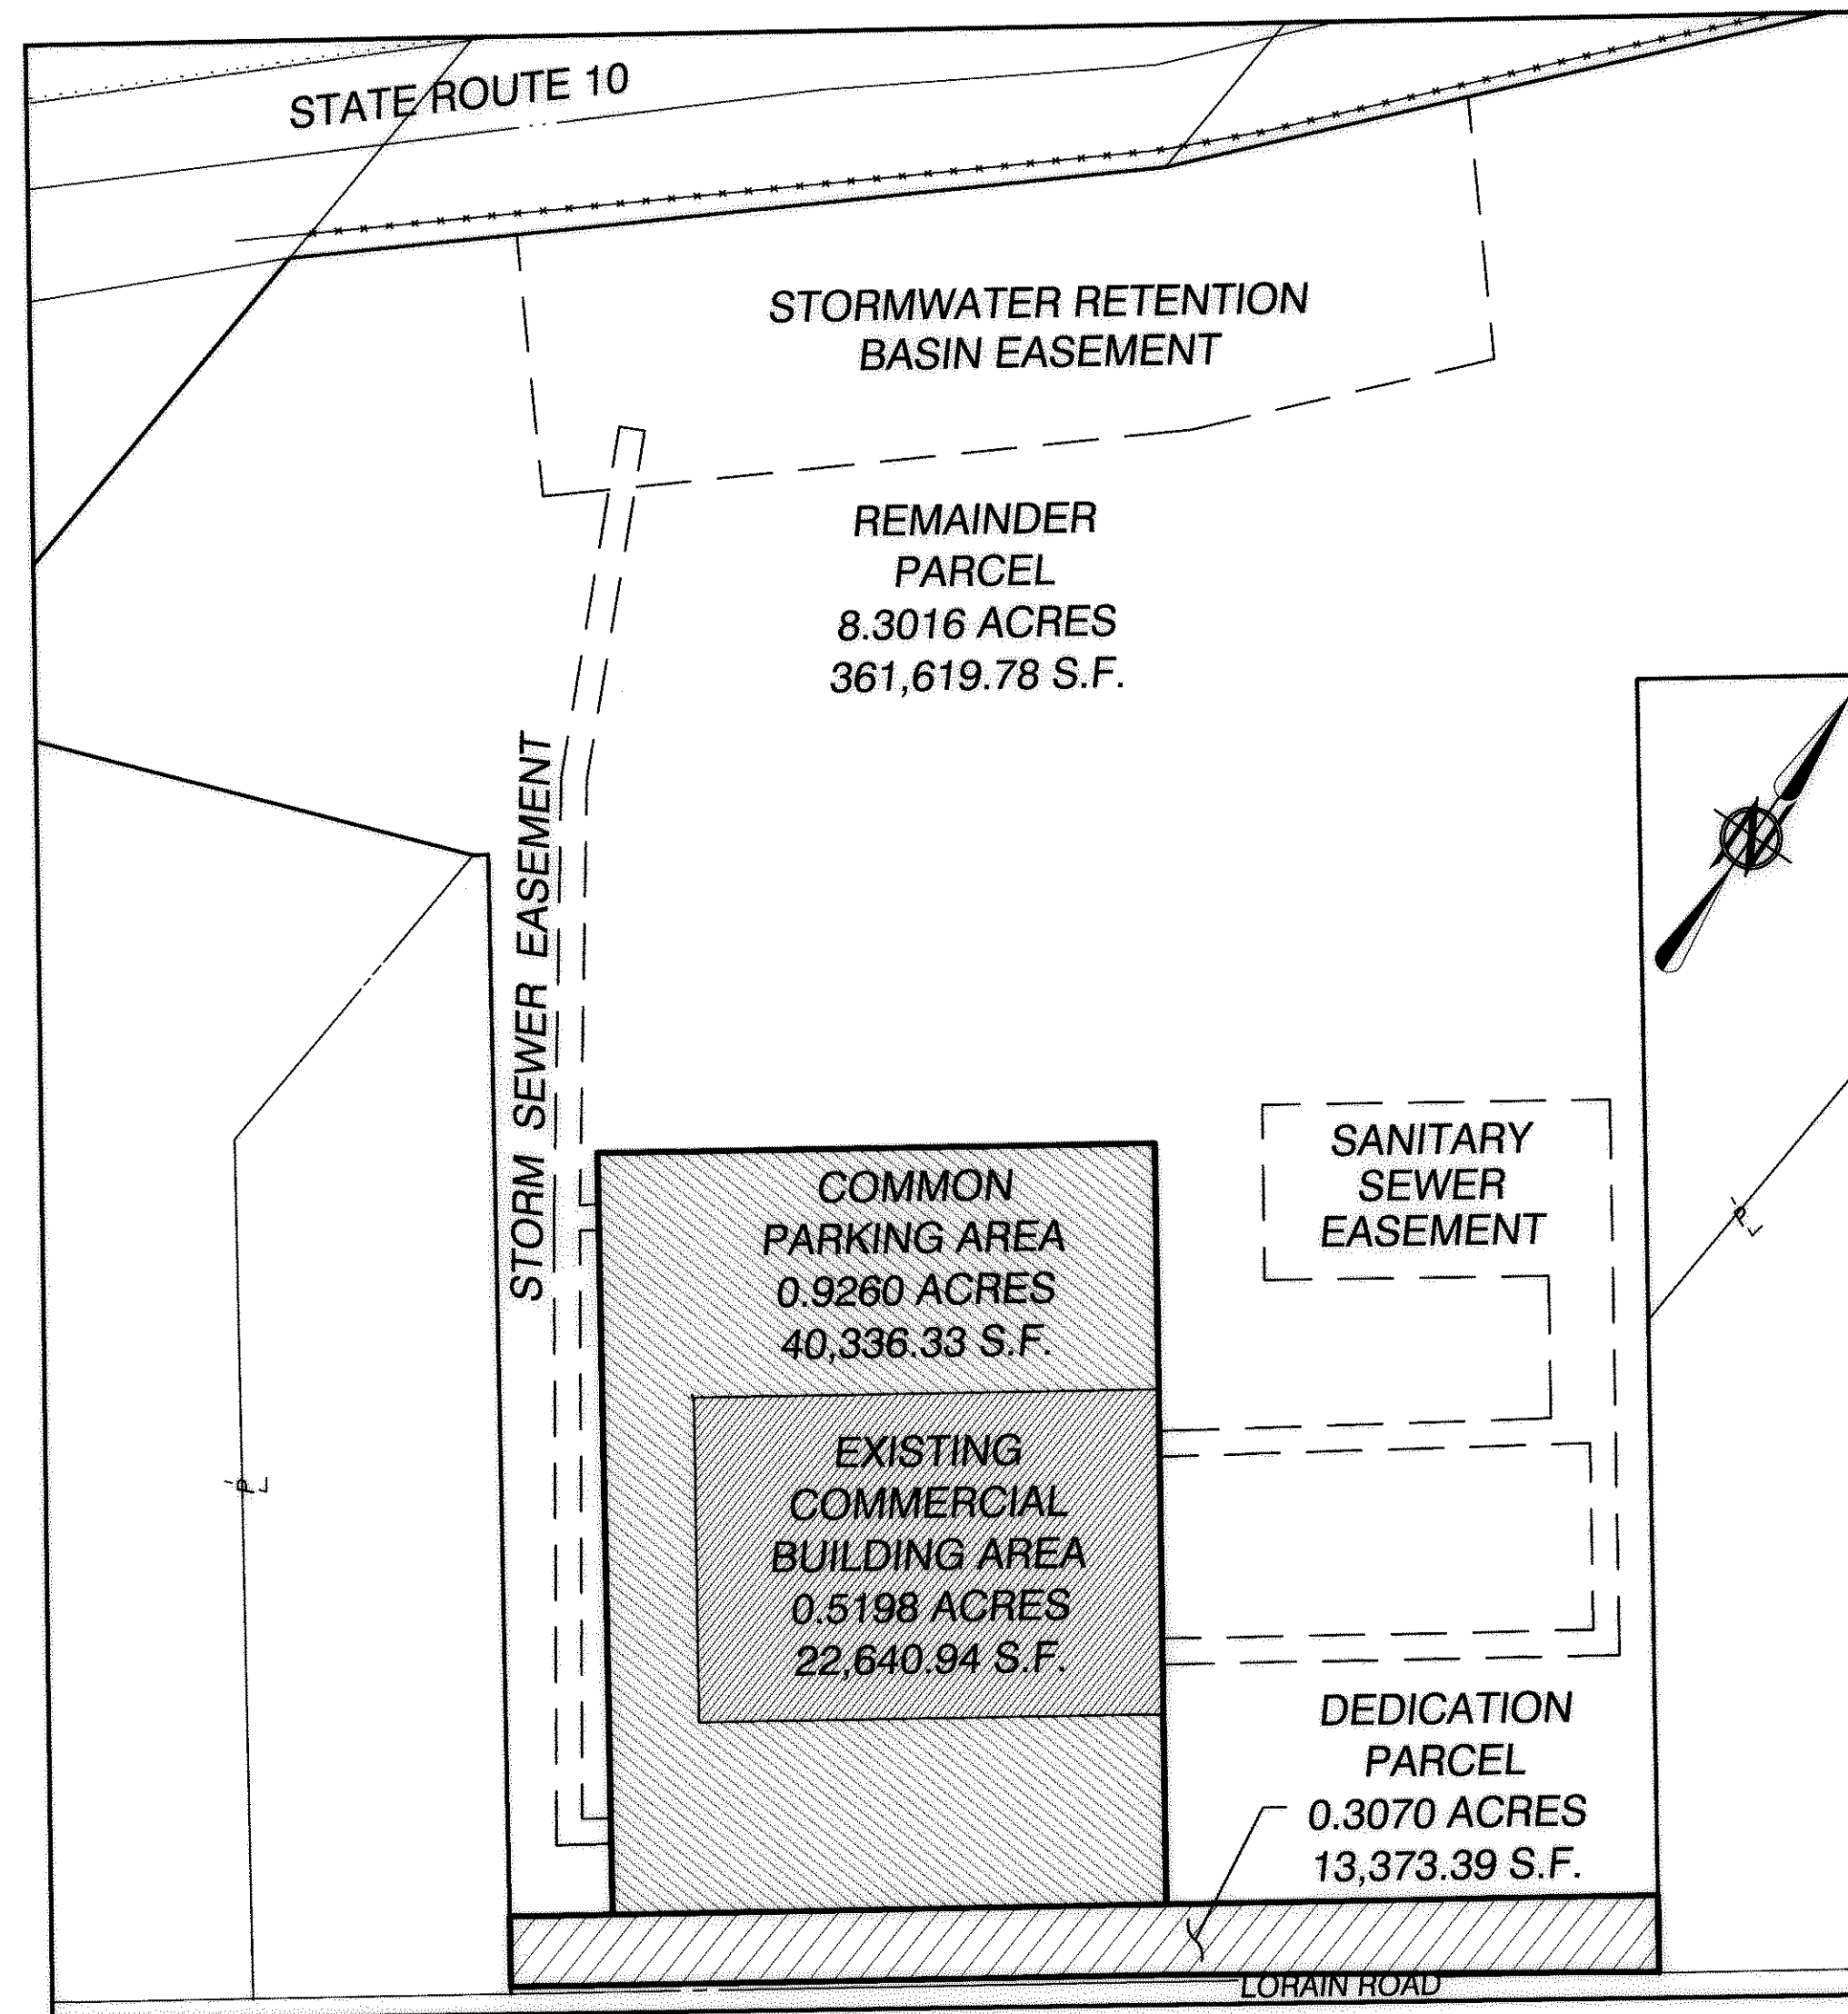 STATE ROUTE 10
STORMWATER RETENTION
BASIN EASEMENT
REMAINDER
PARCEL
8.3016 ACRES
361,619.78 S.F.
STORM SEWER EASEMENT
N
COMMON
PARKING AREA
0.9260 ACRES
40,336.33 S.F.
SANITARY
SEWER
EASEMENT
PL
EXISTING
COMMERCIAL
BUILDING AREA
0.5198 ACRES
22,640.94 S.F.
PL
DEDICATION
PARCEL
0.3070 ACRES
13,373.39 S.F.
LORAIN ROAD